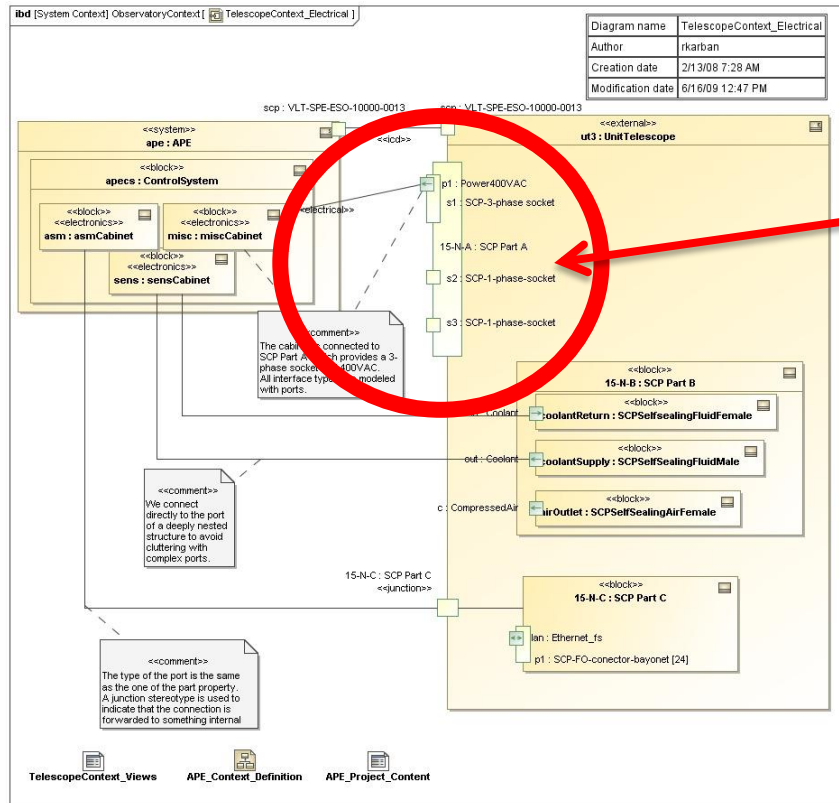 ibd [System Context] ObservatoryContext [ TelescopeContext_Electrical ]
Diagram name TelescopeContext_Electrical
Author rkarban
Creation date 2/13/08 7:28 AM
Modification date 6/16/09 12:47 PM
scp : VLT-SPE-ESO-10000-0013
scp : VLT-SPE-ESO-10000-0013
<<system>>
ape : APE
<<icd>>
<<external>>
ut3 : UnitTelescope
<<block>>
apecs : ControlSystem
<<block>>
<<electronics>>
asm : asmCabinet
<<block>>
<<electronics>>
misc : miscCabinet
<<block>>
<<electronics>>
sens : sensCabinet
<<electrical>>
p1 : Power400VAC
s1 : SCP-3-phase socket
15-N-A : SCP Part A
s2 : SCP-1-phase-socket
s3 : SCP-1-phase-socket
<<comment>>
The connected to
SCP Part A provides a 3-
phase socket 400VAC.
All interface modeled
with ports.
<<block>>
15-N-B : SCP Part B
<<block>>
: Coolant
coolantReturn : SCPSelfsealingFluidFemale
<<block>>
out : Coolant
coolantSupply : SCPSelfSealingFluidMale
<<block>>
c : CompressedAir
airOutlet : SCPSelfSealingAirFemale
<<comment>>
We connect
directly to the port
of a deeply nested
structure to avoid
cluttering with
complex ports.
15-N-C : SCP Part C
<<junction>>
<<block>>
15-N-C : SCP Part C
lan : Ethernet_fs
p1 : SCP-FO-conector-bayonet [24]
<<comment>>
The type of the port is the same
as the one of the part property.
A junction stereotype is used to
indicate that the connection is
forwarded to something internal
TelescopeContext_Views
APE_Context_Definition
APE_Project_Content